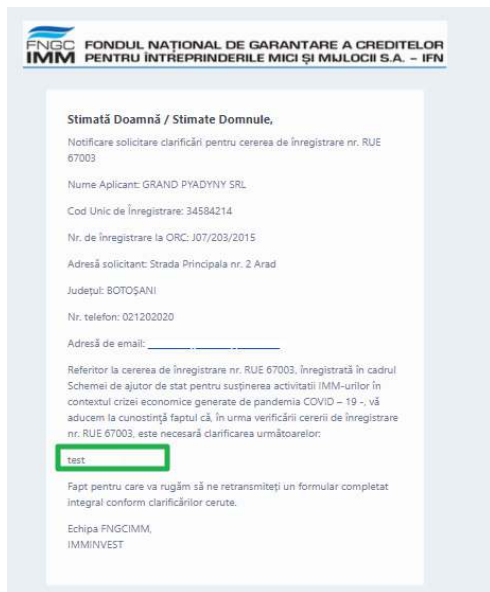 FNGC IMM
FONDUL NAȚIONAL DE GARANTARE A CREDITELOR
PENTRU ÎNTREPRINDERILE MICI ȘI MIJLOCII S.A. – IFN
Stimată Doamnă / Stimate Domnule,
Notificare solicitare clarificări pentru cererea de înregistrare nr. RUE
67003
Nume Aplicant: GRAND PYADYNY SRL
Cod Unic de Înregistrare: 34584214
Nr. de înregistrare la ORC: J07/203/2015
Adresă solicitant: Strada Principala nr. 2 Arad
Județul: BOTOȘANI
Nr. telefon: 021202020
Adresă de email:
Referitor la cererea de înregistrare nr. RUE 67003, înregistrată în cadrul
Schemei de ajutor de stat pentru susținerea activitatii IMM-urilor în
contextul crizei economice generate de pandemia COVID – 19 -, vă
aducem la cunostință faptul că, în urma verificării cererii de înregistrare
nr. RUE 67003, este necesară clarificarea următoarelor:
test
Fapt pentru care va rugăm să ne retransmiteți un formular completat
integral conform clarificărilor cerute.
Echipa FNGCIMM,
IMMINVEST